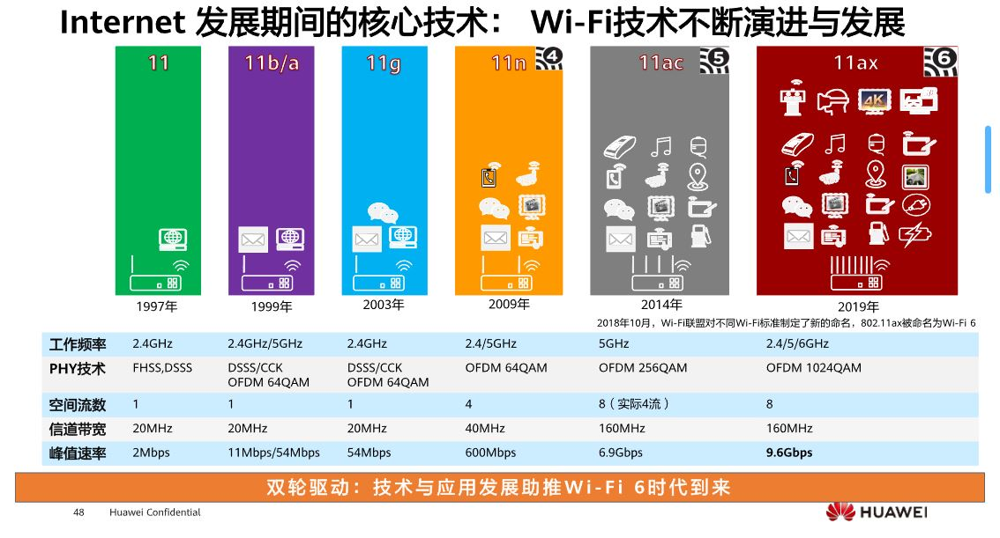 Internet 发展期间的核心技术： Wi-Fi技术不断演进与发展
11 11b/a 11g 11n 4 11ac 5 11ax 6
4K
1997年 1999年 2003年 2009年 2014年 2019年
2018年10月，Wi-Fi联盟对不同Wi-Fi标准制定了新的命名，802.11ax被命名为Wi-Fi 6
工作频率 2.4GHz 2.4GHz/5GHz 2.4GHz 2.4/5GHz 5GHz 2.4/5/6GHz
PHY技术 FHSS,DSSS DSSS/CCK DSSS/CCK OFDM 64QAM OFDM 256QAM OFDM 1024QAM
OFDM 64QAM OFDM 64QAM
空间流数 1 1 1 4 8（实际4流） 8
信道带宽 20MHz 20MHz 20MHz 40MHz 160MHz 160MHz
峰值速率 2Mbps 11Mbps/54Mbps 54Mbps 600Mbps 6.9Gbps 9.6Gbps
双轮驱动：技术与应用发展助推Wi-Fi 6时代到来
48 Huawei Confidential HUAWEI